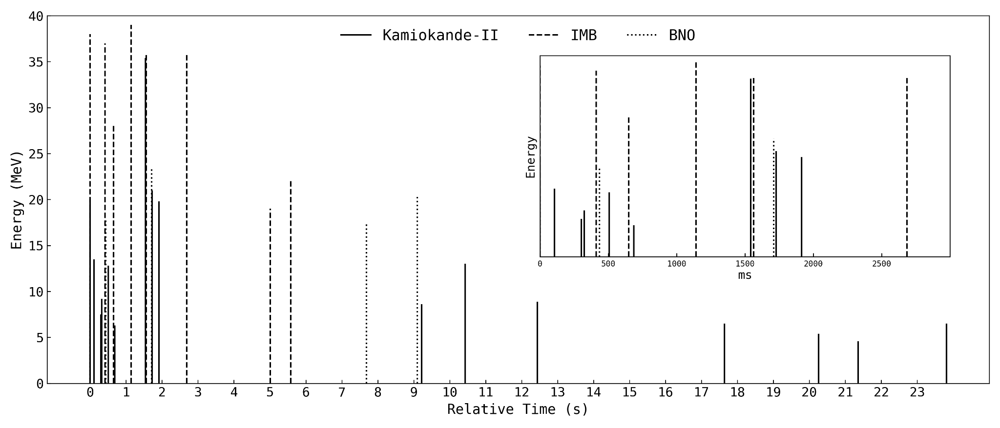 Kamiokande-II IMB BNO
Energy (MeV)
40
35
30
25
20
15
10
5
0
0 1 2 3 4 5 6 7 8 9 10 11 12 13 14 15 16 17 18 19 20 21 22 23
Relative Time (s)
Energy
0 500 1000 1500 2000 2500
ms